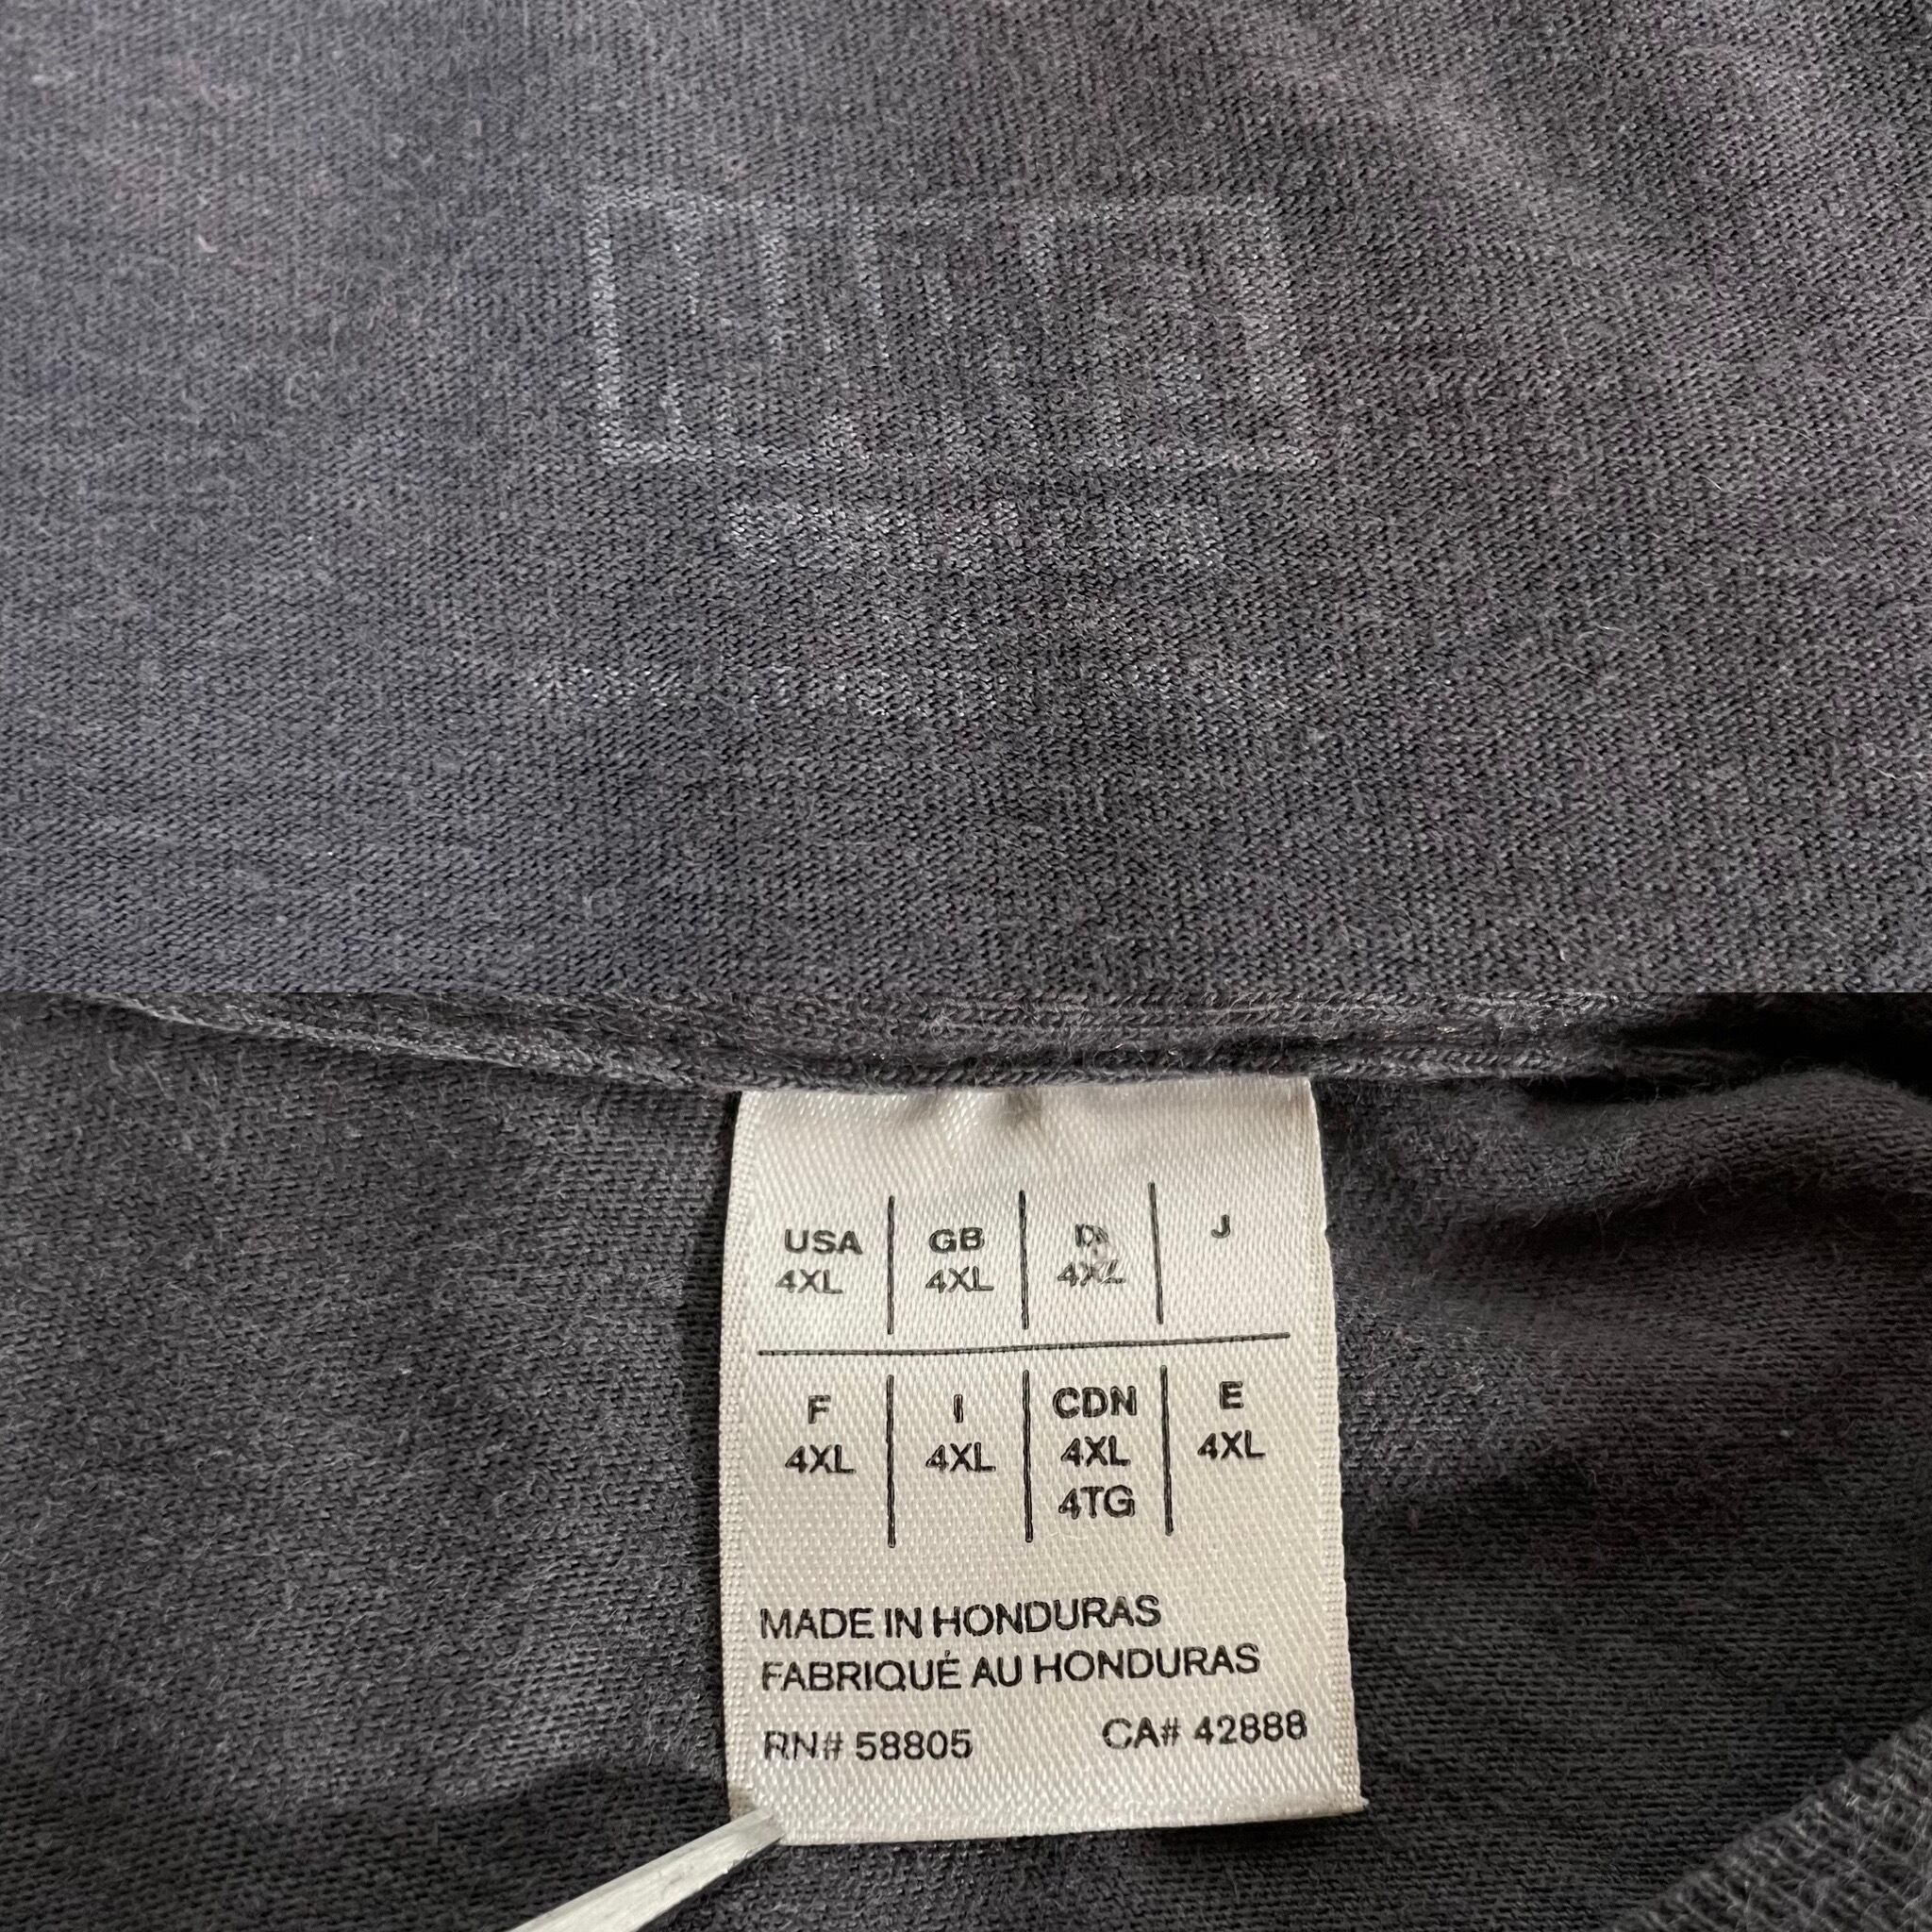 USA GB D J
4XL 4XL 4XL
F I CDN E
4XL 4XL 4XL 4XL
4TG
MADE IN HONDURAS
FABRIQUÉ AU HONDURAS
RN# 58805 CA# 42888